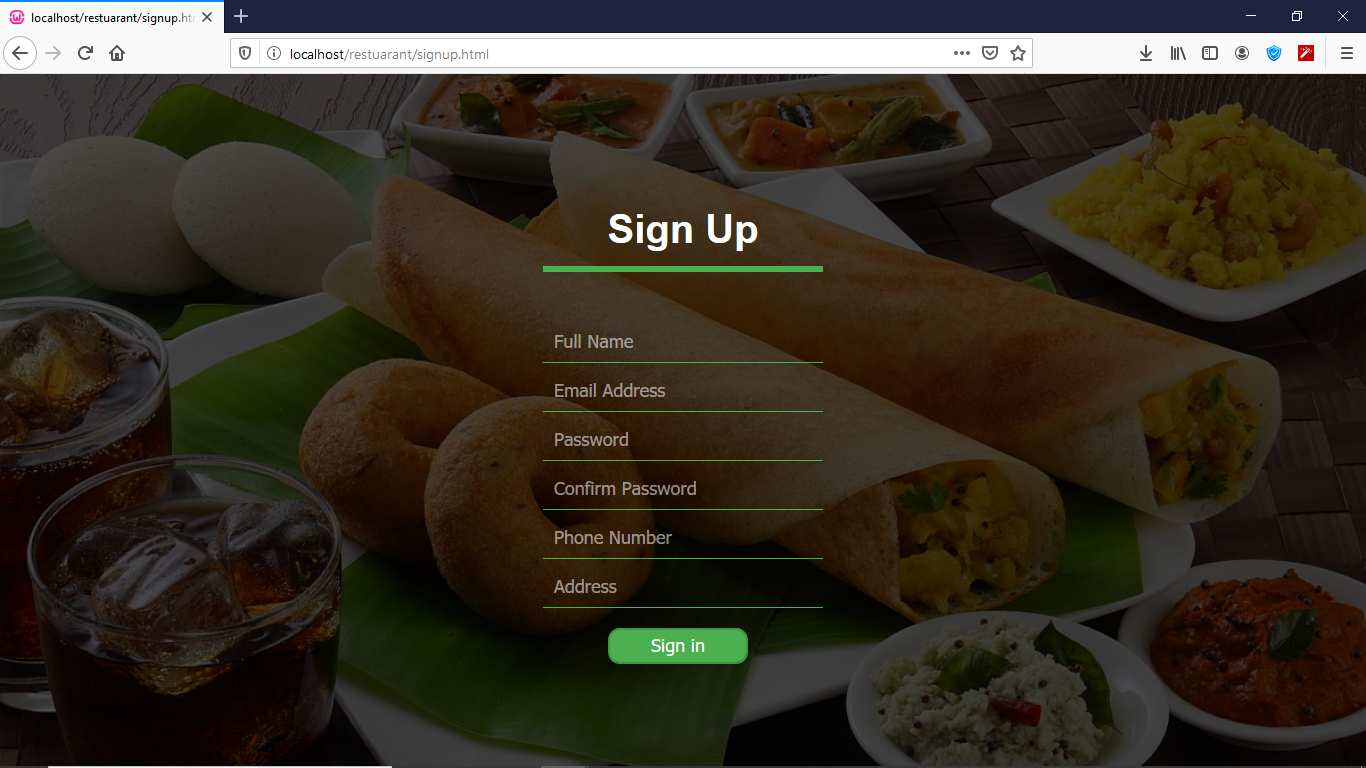 localhost/restuarant/signup.ht
localhost/restuarant/signup.html
Sign Up
Full Name
Email Address
Password
Confirm Password
Phone Number
Address
Sign in